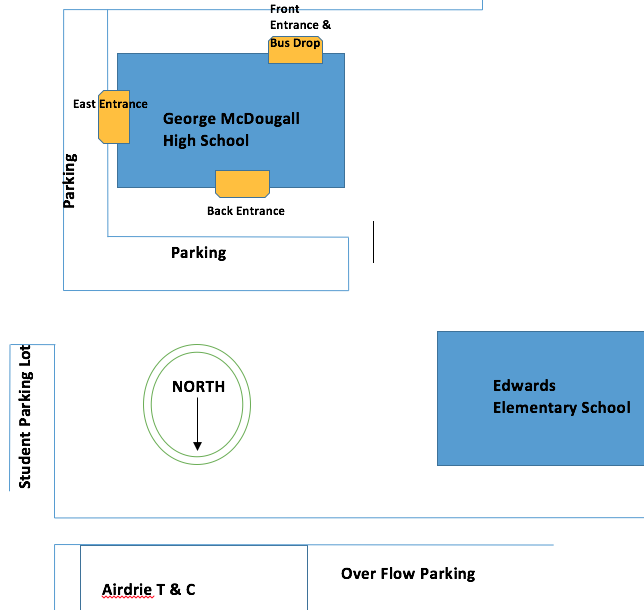 Front
Entrance &
Bus Drop
East Entrance
George McDougall
High School
Parking
Back Entrance
Parking
NORTH
Student Parking Lot
Edwards
Elementary School
Over Flow Parking
Airdrie T & C